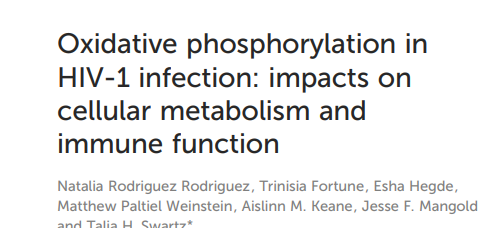 Oxidative phosphorylation in
HIV-1 infection: impacts on
cellular metabolism and
immune function
Natalia Rodriguez Rodriguez, Trinisia Fortune, Esha Hegde,
Matthew Paltiel Weinstein, Aislinn M. Keane, Jesse F. Mangold
and Talia H. Swartz*